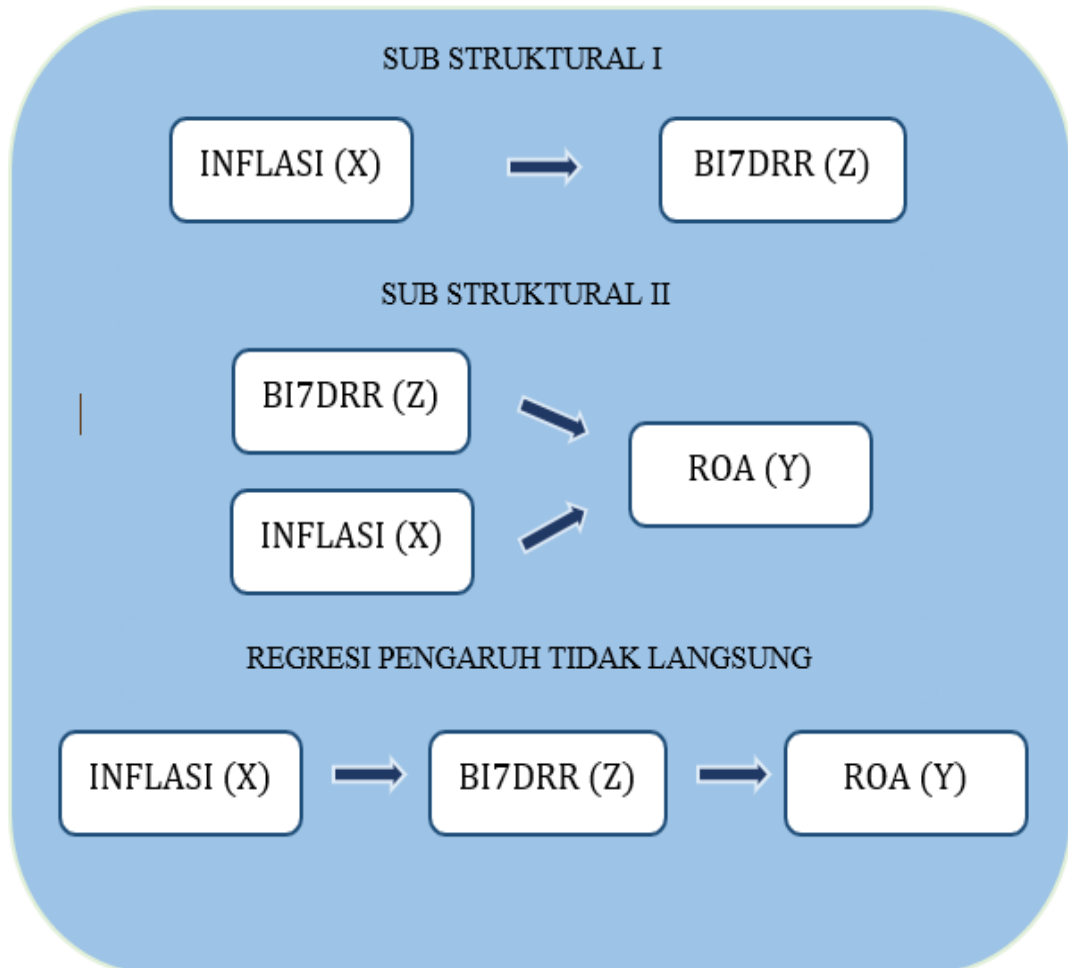 SUB STRUKTURAL I
INFLASI (X)
BI7DRR (Z)
SUB STRUKTURAL II
BI7DRR (Z)
ROA (Y)
INFLASI (X)
REGRESI PENGARUH TIDAK LANGSUNG
INFLASI (X)
BI7DRR (Z)
ROA (Y)